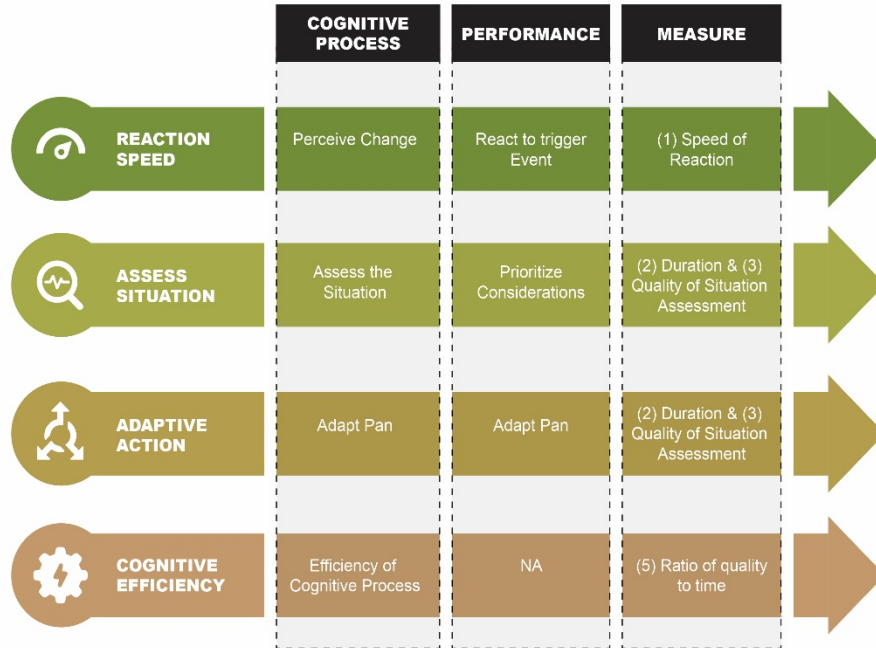 COGNITIVE
PROCESS
PERFORMANCE
MEASURE
REACTION
SPEED
Perceive Change
React to trigger
Event
(1) Speed of
Reaction
ASSESS
SITUATION
Assess the
Situation
Prioritize
Considerations
(2) Duration & (3)
Quality of Situation
Assessment
ADAPTIVE
ACTION
Adapt Pan
Adapt Pan
(2) Duration & (3)
Quality of Situation
Assessment
COGNITIVE
EFFICIENCY
Efficiency of
Cognitive Process
NA
(5) Ratio of quality
to time